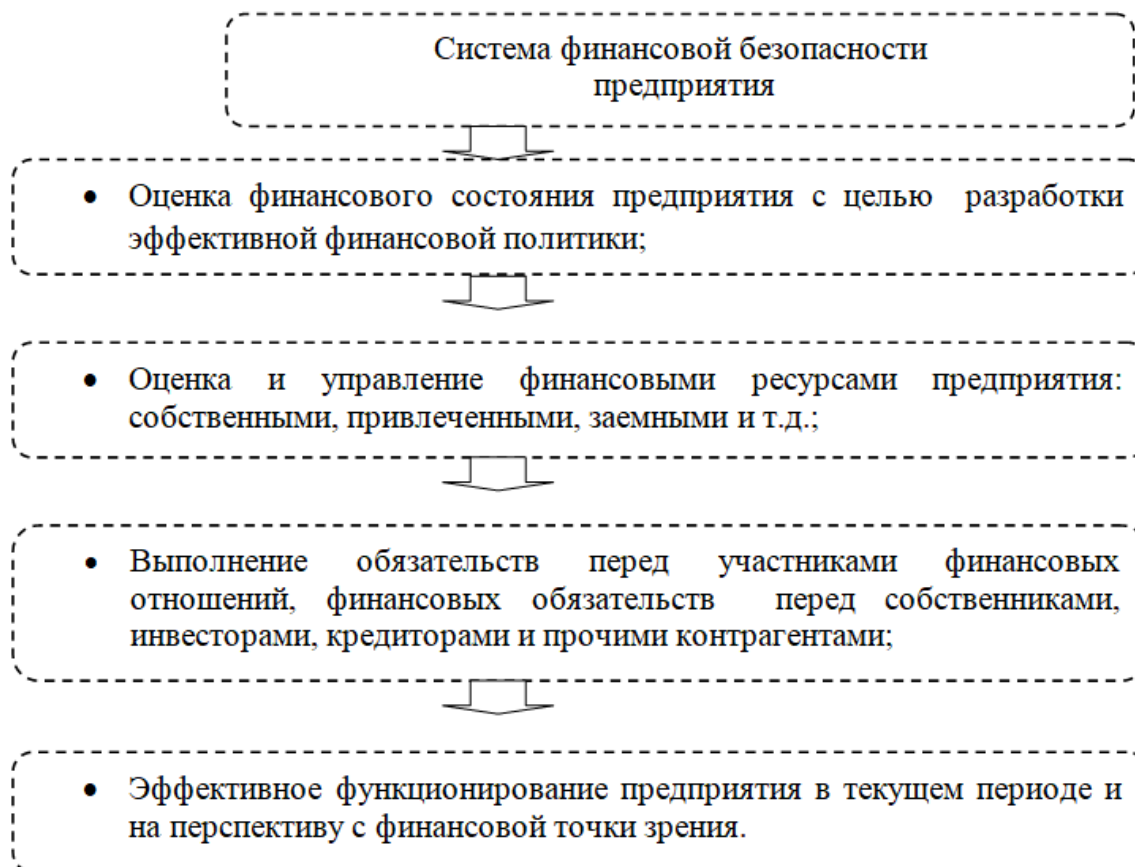 Система финансовой безопасности
предприятия
• Оценка финансового состояния предприятия с целью разработки
эффективной финансовой политики;
• Оценка и управление финансовыми ресурсами предприятия:
собственными, привлеченными, заемными и т.д.;
• Выполнение обязательств перед участниками финансовых
отношений, финансовых обязательств перед собственниками,
инвесторами, кредиторами и прочими контрагентами;
• Эффективное функционирование предприятия в текущем периоде и
на перспективу с финансовой точки зрения.